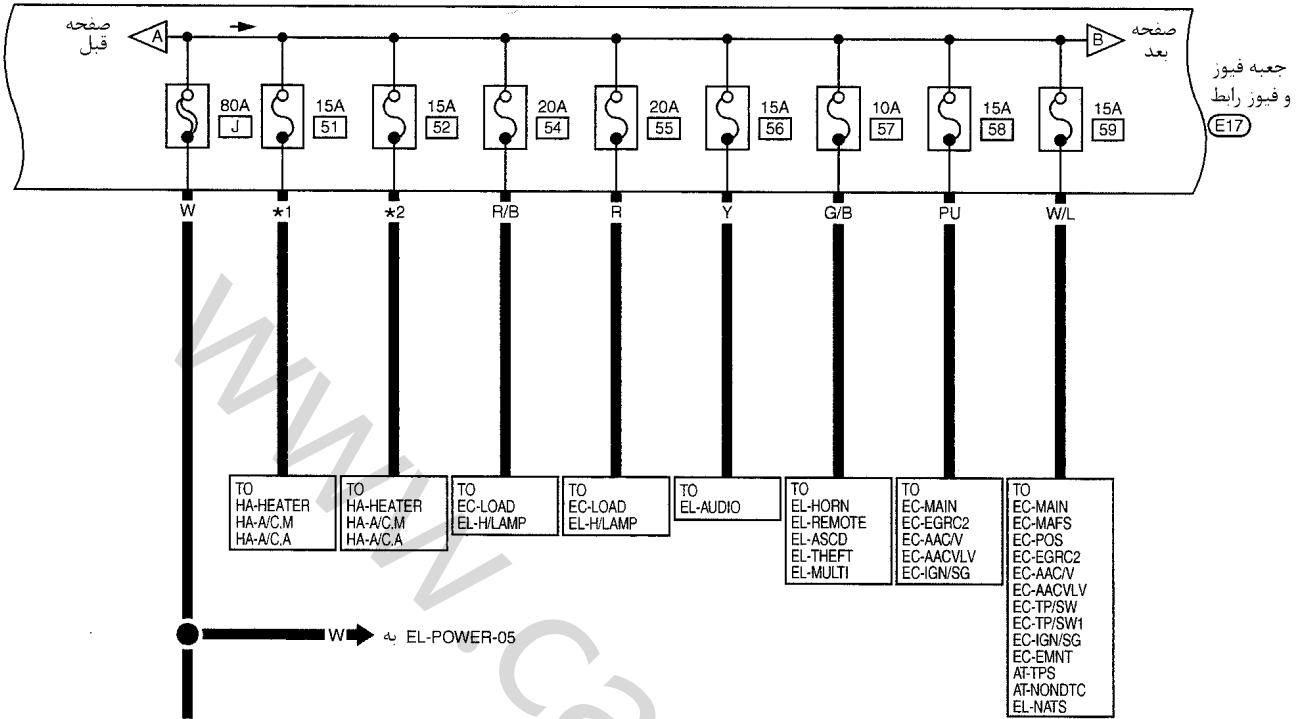 صفحه
قبل
A
B
صفحه
بعد
جعبه فیوز
و فیوز رابط
E17
80A
J
15A
51
15A
52
20A
54
20A
55
15A
56
10A
57
15A
58
15A
59
W
★1
★2
R/B
R
Y
G/B
PU
W/L
TO
HA-HEATER
HA-A/C.M
HA-A/C.A
TO
HA-HEATER
HA-A/C.M
HA-A/C.A
TO
EC-LOAD
EL-H/LAMP
TO
EC-LOAD
EL-H/LAMP
TO
EL-AUDIO
TO
EL-HORN
EL-REMOTE
EL-ASCD
EL-THEFT
EL-MULTI
TO
EC-MAIN
EC-EGRC2
EC-AAC/V
EC-AACVLV
EC-IGN/SG
TO
EC-MAIN
EC-MAFS
EC-POS
EC-EGRC2
EC-AAC/V
EC-AACVLV
EC-TP/SW
EC-TP/SW1
EC-IGN/SG
EC-EMNT
AT-TPS
AT-NONDTC
EL-NATS
W
به EL-POWER-05
www.ca